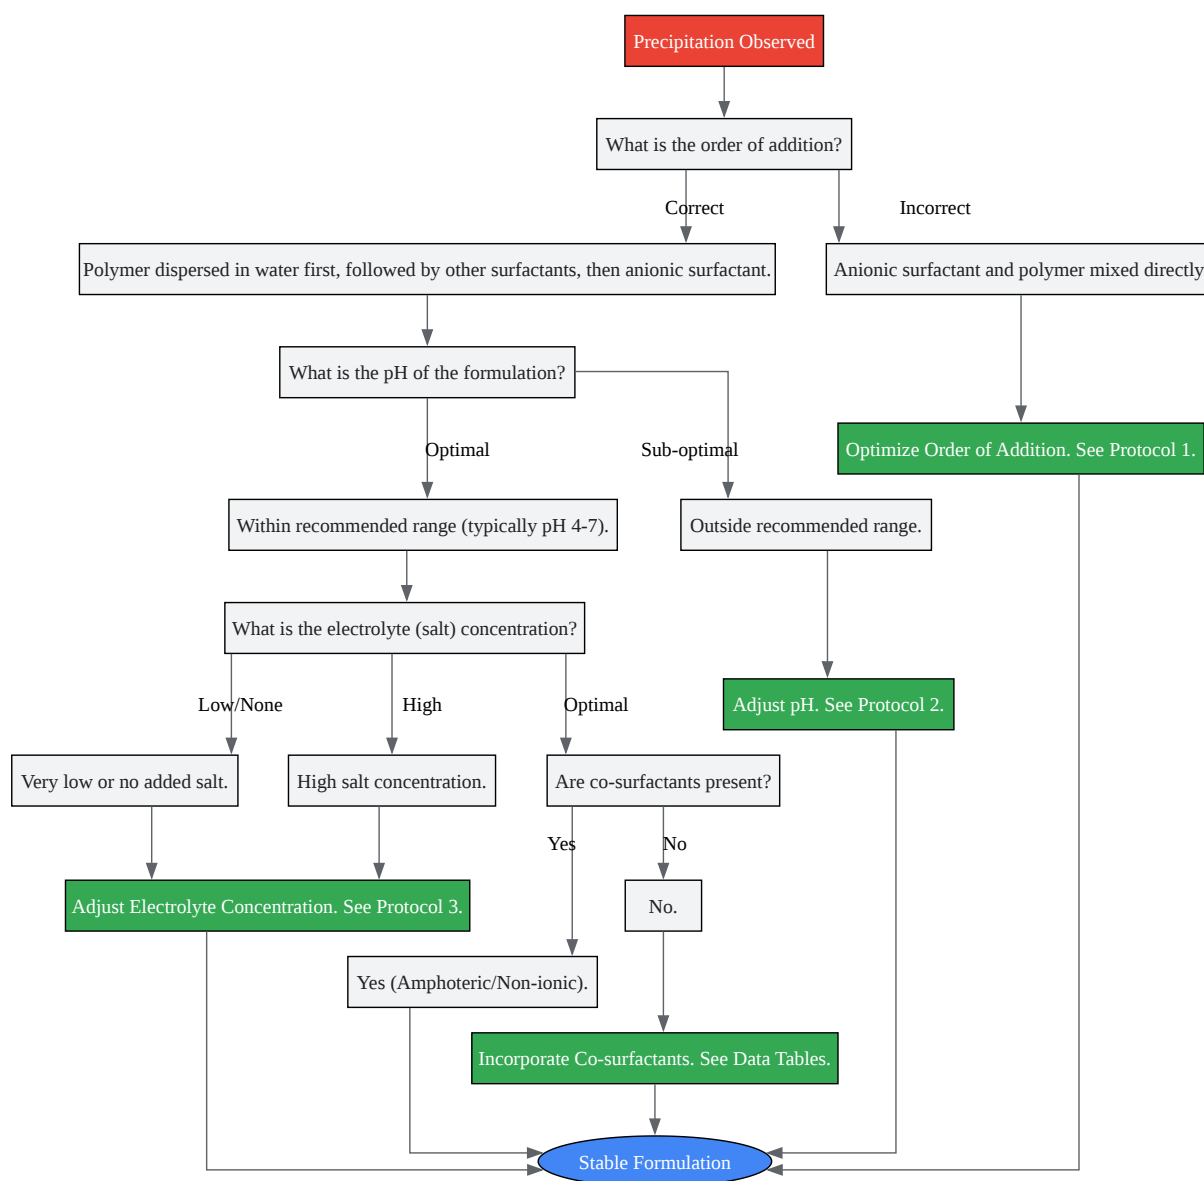 Precipitation Observed
What is the order of addition?
Correct
Incorrect
Polymer dispersed in water first, followed by other surfactants, then anionic surfactant.
Anionic surfactant and polymer mixed directly
What is the pH of the formulation?
Optimal
Sub-optimal
Optimize Order of Addition. See Protocol 1.
Within recommended range (typically pH 4-7).
Outside recommended range.
What is the electrolyte (salt) concentration?
Low/None
High
Optimal
Adjust pH. See Protocol 2.
Very low or no added salt.
High salt concentration.
Are co-surfactants present?
Yes
No
Adjust Electrolyte Concentration. See Protocol 3.
No.
Yes (Amphoteric/Non-ionic).
Incorporate Co-surfactants. See Data Tables.
Stable Formulation